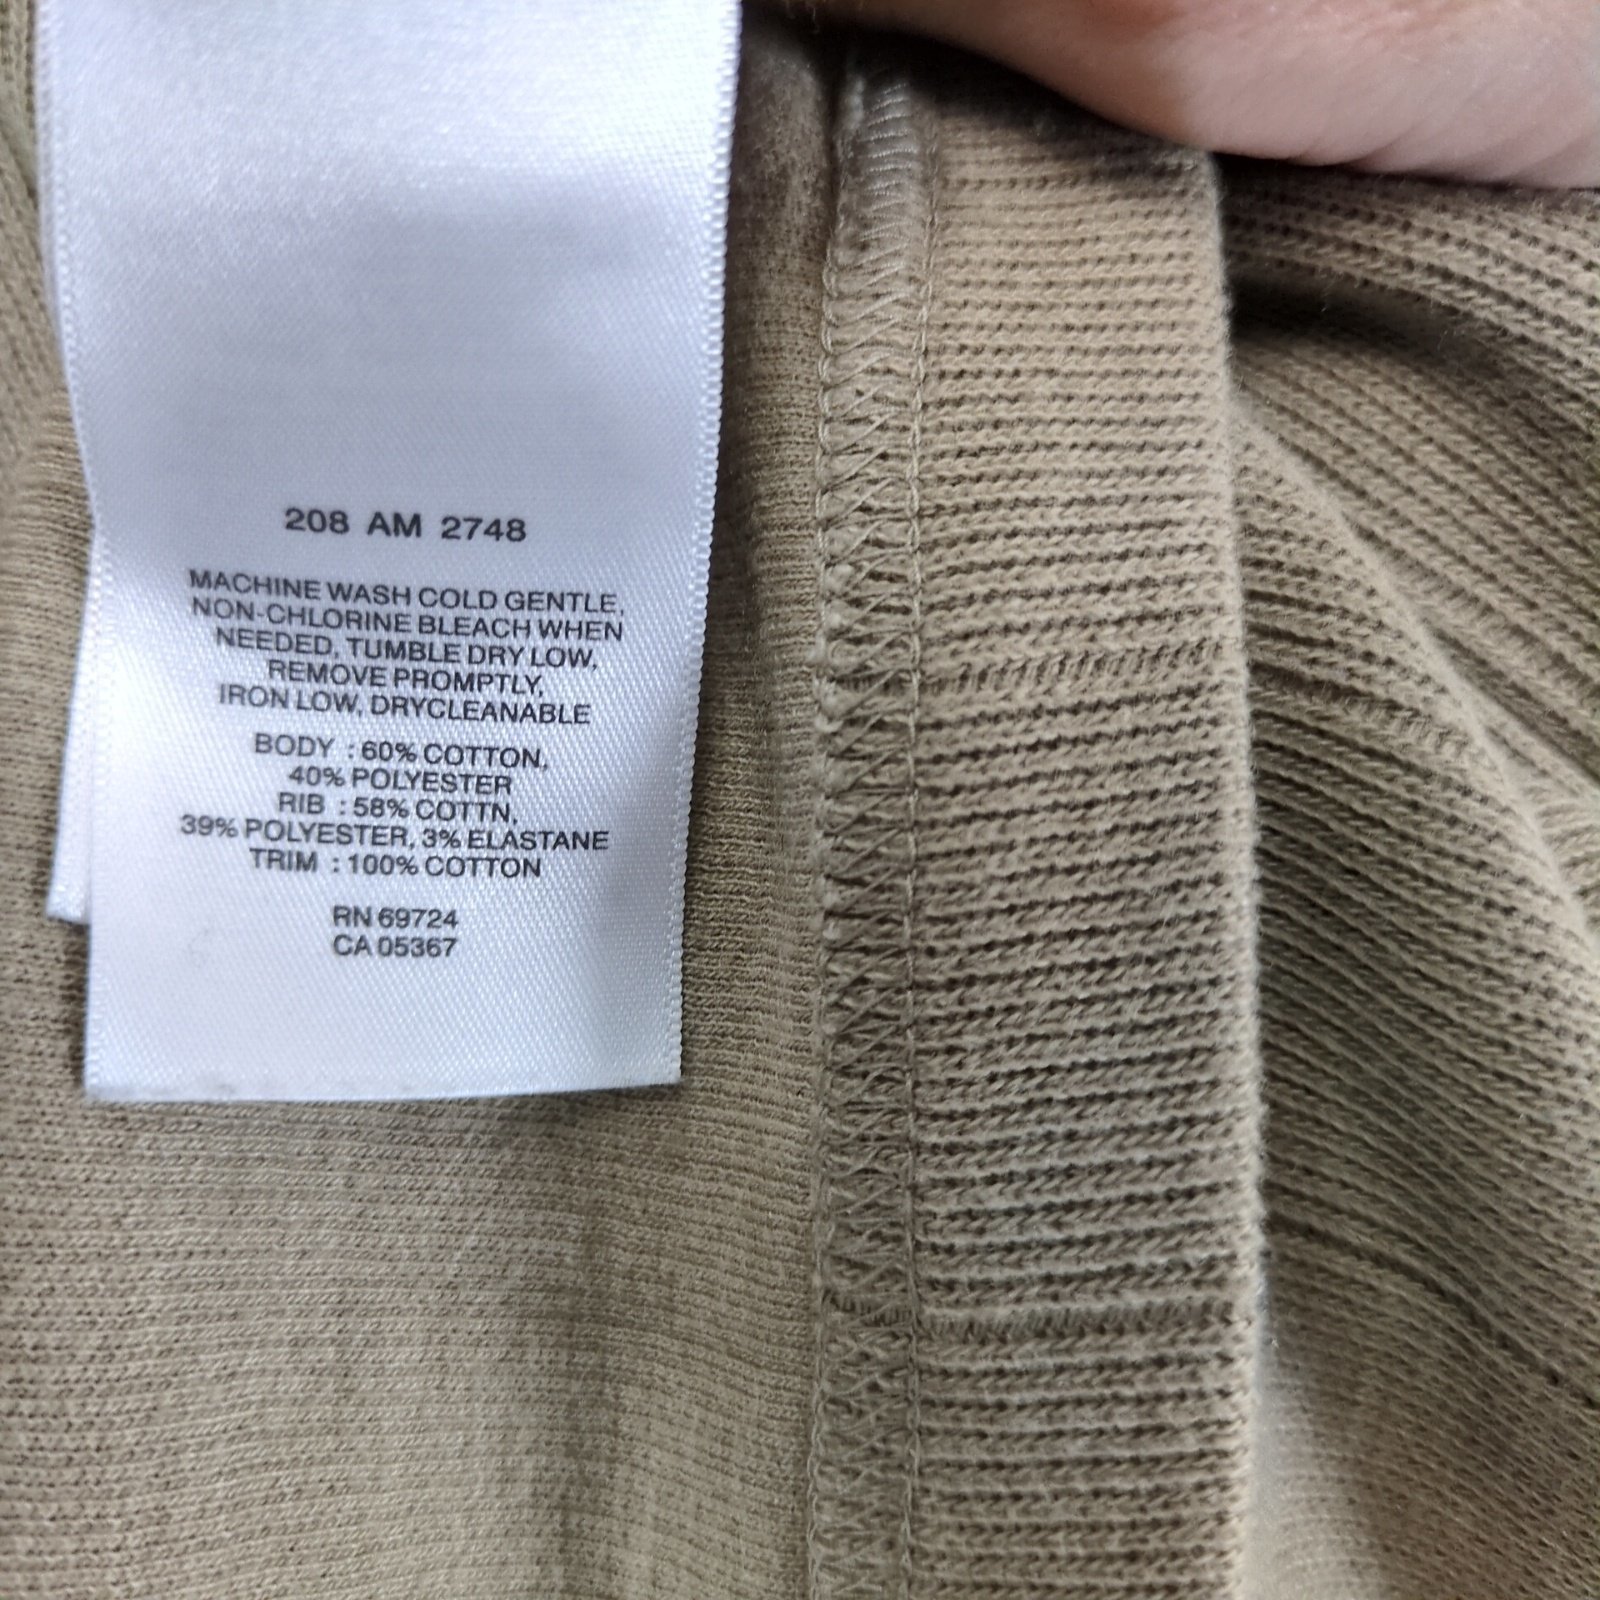 208 AM 2748
MACHINE WASH COLD GENTLE,
NON-CHLORINE BLEACH WHEN
NEEDED, TUMBLE DRY LOW,
REMOVE PROMPTLY,
IRON LOW, DRYCLEANABLE
BODY : 60% COTTON,
40% POLYESTER
RIB : 58% COTTN,
39% POLYESTER, 3% ELASTANE
TRIM : 100% COTTON
RN 69724
CA 05367